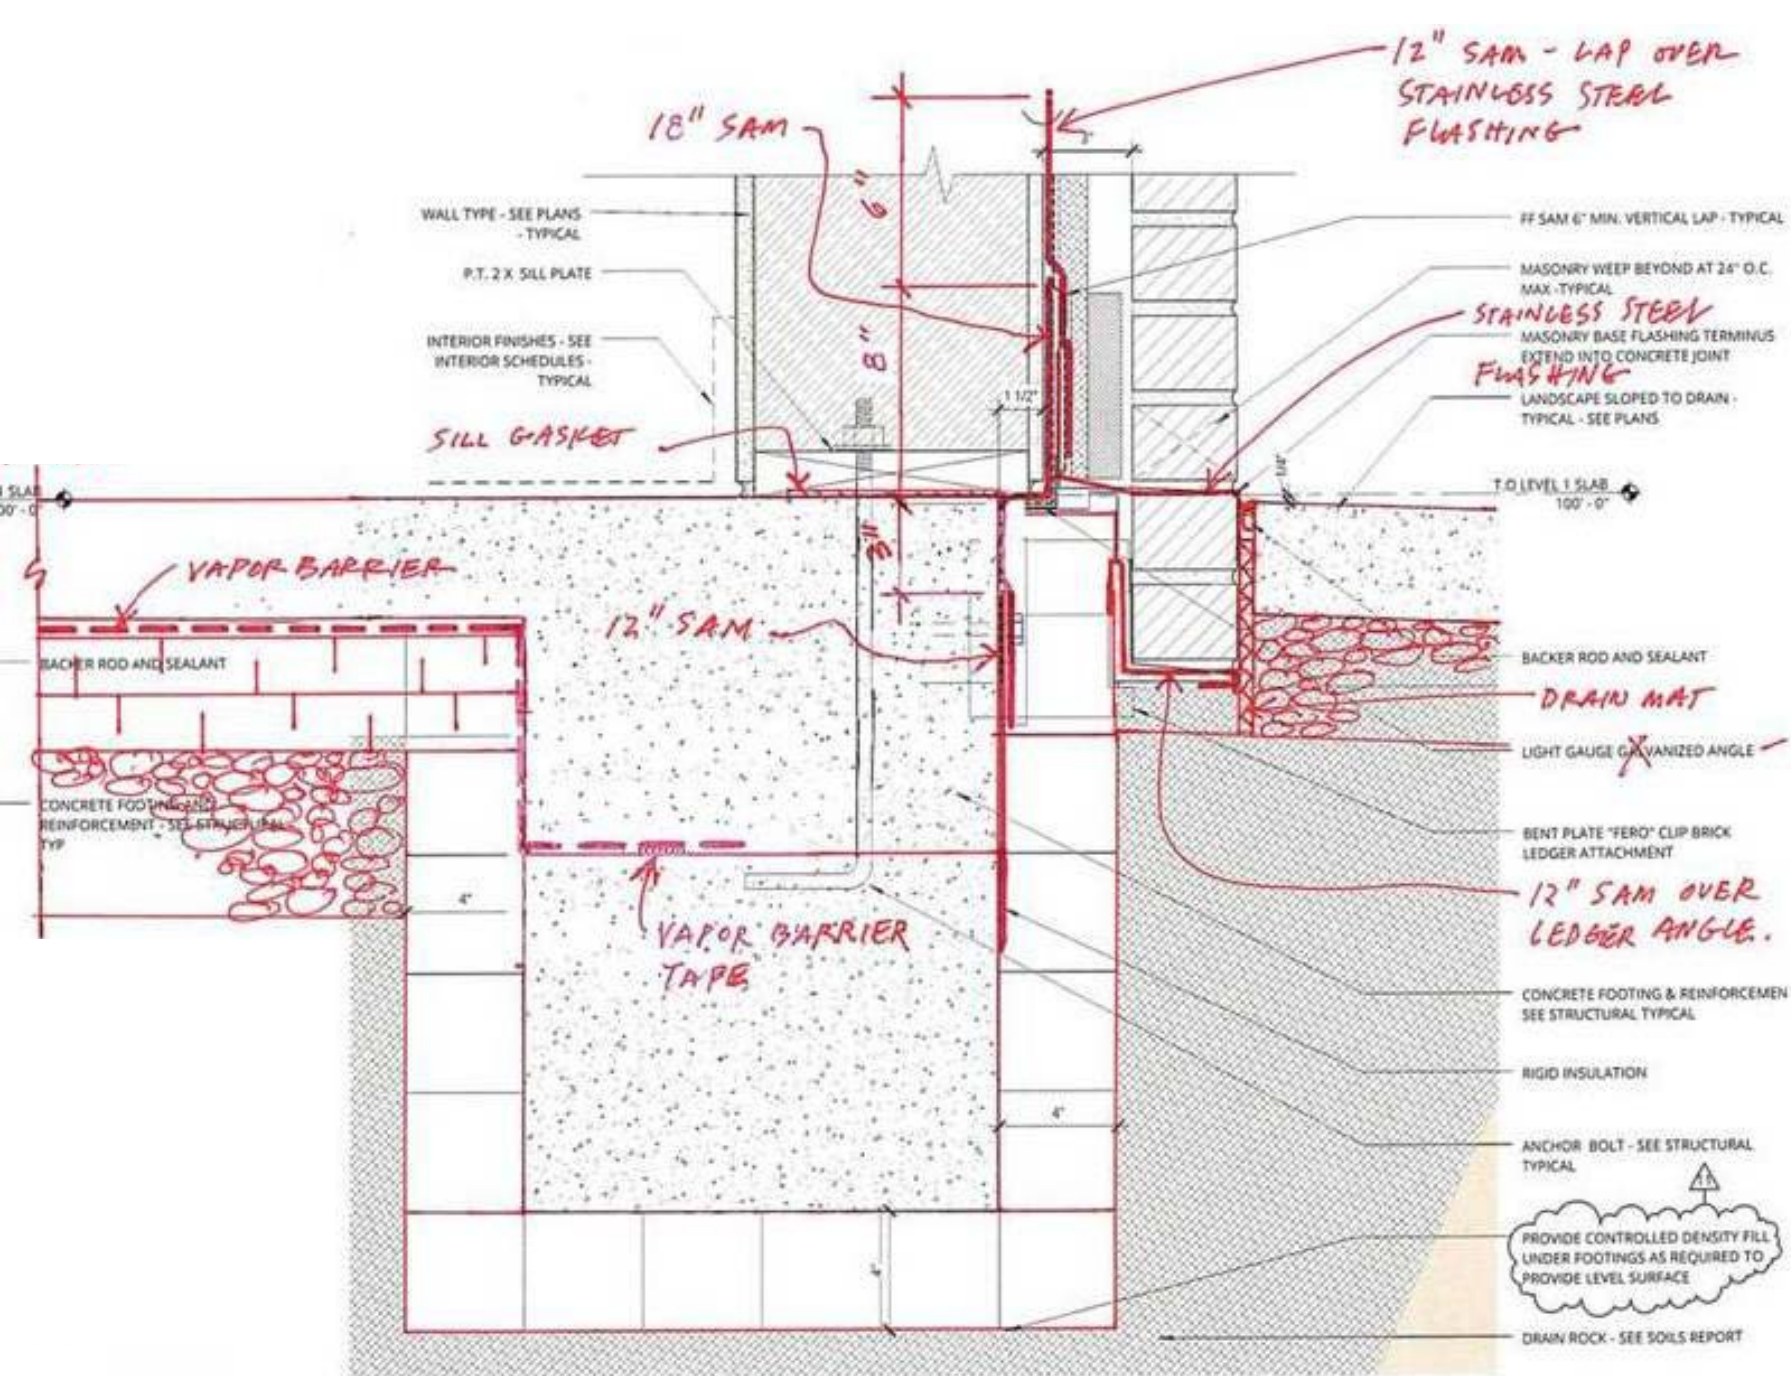 12" SAM - LAP OVER
STAINLESS STEEL
FLASHING
18" SAM
6"
WALL TYPE - SEE PLANS
- TYPICAL
FF SAM 6" MIN. VERTICAL LAP - TYPICAL
P.T. 2 X SILL PLATE
MASONRY WEEP BEYOND AT 24" O.C.
MAX -TYPICAL
STAINLESS STEEL
INTERIOR FINISHES - SEE
INTERIOR SCHEDULES -
TYPICAL
8"
MASONRY BASE FLASHING TERMINUS
EXTEND INTO CONCRETE JOINT
FLASHING
1 1/2"
LANDSCAPE SLOPED TO DRAIN -
TYPICAL - SEE PLANS
SILL GASKET
1/4"
T.O LEVEL 1 SLAB
100' - 0"
SLAB
00' - 0
3"
VAPOR BARRIER
12" SAM
BACKER ROD AND SEALANT
BACKER ROD AND SEALANT
DRAIN MAT
LIGHT GAUGE GALVANIZED ANGLE
CONCRETE FOOTING AND
REINFORCEMENT - SEE STRUCTURAL
TYP
BENT PLATE "FERO" CLIP BRICK
LEDGER ATTACHMENT
4"
12" SAM OVER
LEDGER ANGLE.
VAPOR BARRIER
TAPE
CONCRETE FOOTING & REINFORCEMEN
SEE STRUCTURAL TYPICAL
RIGID INSULATION
4"
ANCHOR BOLT - SEE STRUCTURAL
TYPICAL
PROVIDE CONTROLLED DENSITY FILL
UNDER FOOTINGS AS REQUIRED TO
PROVIDE LEVEL SURFACE
4"
DRAIN ROCK - SEE SOILS REPORT